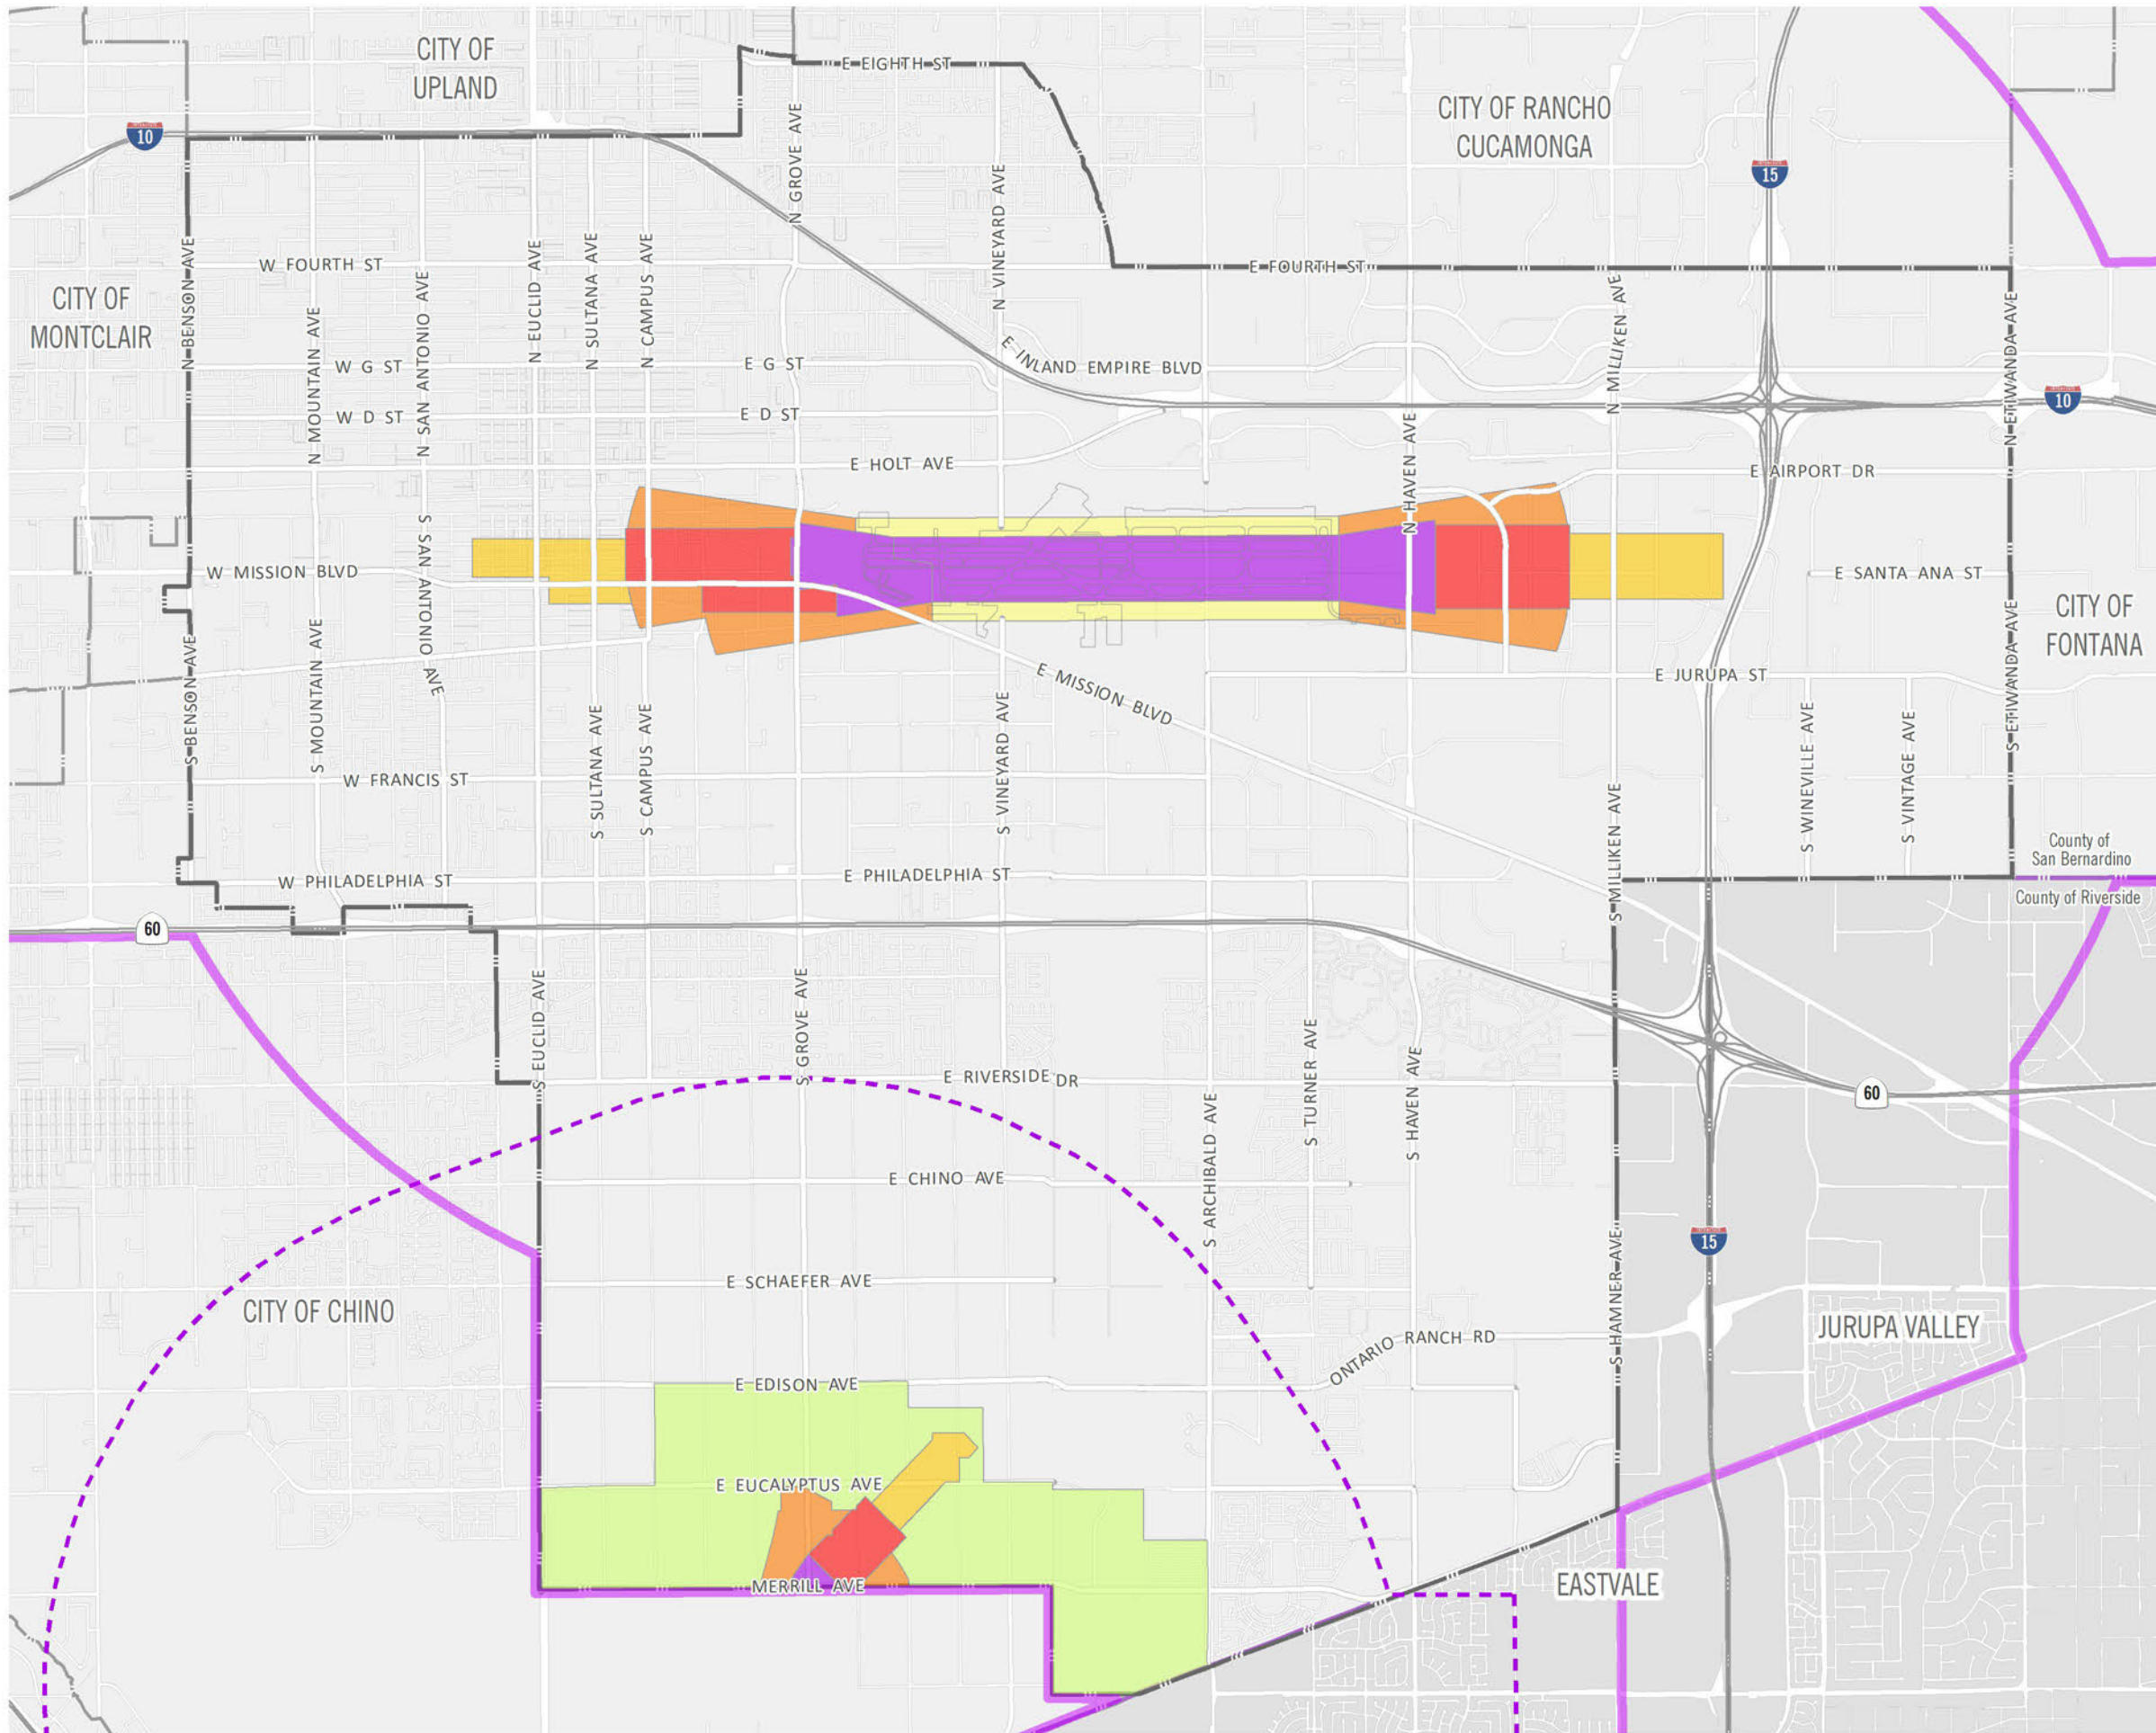 CITY OF
UPLAND
E EIGHTH ST
CITY OF RANCHO
CUCAMONGA
10
15
N GROVE AVE
N VINEYARD AVE
W FOURTH ST
E FOURTH ST
CITY OF
MONTCLAIR
N BENSON AVE
N MOUNTAIN AVE
N SAN ANTONIO AVE
N EUCLID AVE
N SULTANA AVE
N CAMPUS AVE
N MILLIKEN AVE
N ETIWANDA AVE
W G ST
E G ST
E INLAND EMPIRE BLVD
10
W D ST
E D ST
N HAVEN AVE
E HOLT AVE
E AIRPORT DR
W MISSION BLVD
S SAN ANTONIO AVE
E SANTA ANA ST
CITY OF
FONTANA
S BENSON AVE
S MOUNTAIN AVE
E MISSION BLVD
E JURUPA ST
S ETIWANDA AVE
S SULTANA AVE
S CAMPUS AVE
S VINEYARD AVE
S WINEVILLE AVE
S VINTAGE AVE
W FRANCIS ST
S MILLIKEN AVE
County of
San Bernardino
W PHILADELPHIA ST
E PHILADELPHIA ST
County of Riverside
60
S EUCLID AVE
S GROVE AVE
S TURNER AVE
S HAVEN AVE
E RIVERSIDE DR
60
S ARCHIBALD AVE
E CHINO AVE
15
S HAMNER AVE
E SCHAEFER AVE
CITY OF CHINO
JURUPA VALLEY
ONTARIO RANCH RD
E EDISON AVE
E EUCALYPTUS AVE
MERRILL AVE
EASTVALE